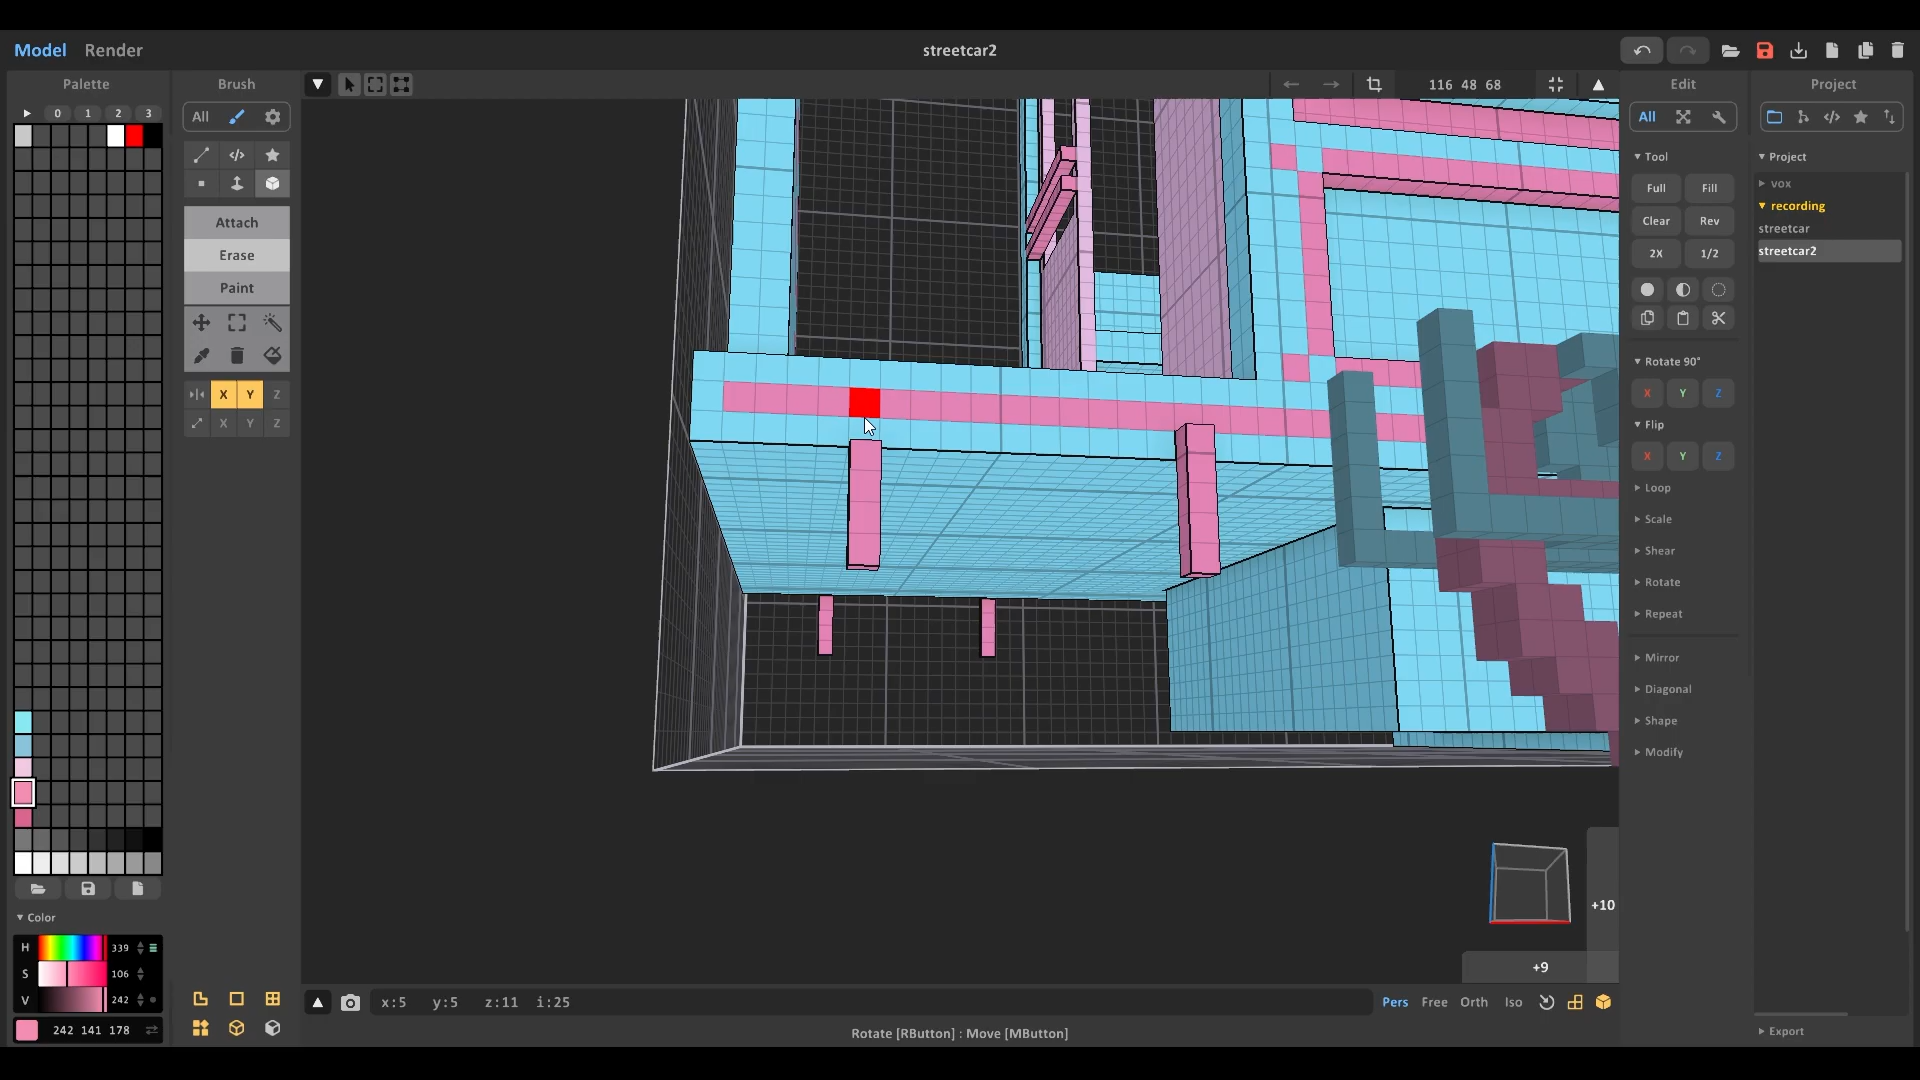 Model Render streetcar2
Palette Brush 116 48 68 Edit Project
0 1 2 3 All All
Tool Project
Full Fill vox
recording
Attach Clear Rev streetcar
Erase 2X 1/2 streetcar2
Paint
Rotate 90°
X Y Z X Y Z
X Y Z Flip
X Y Z
Loop
Scale
Shear
Rotate
Repeat
Mirror
Diagonal
Shape
Modify
+10
Color
H 339
S 106 +9
V 242
x:5 y:5 z:11 i:25 Pers Free Orth Iso
242 141 178 Rotate [RButton] : Move [MButton] Export